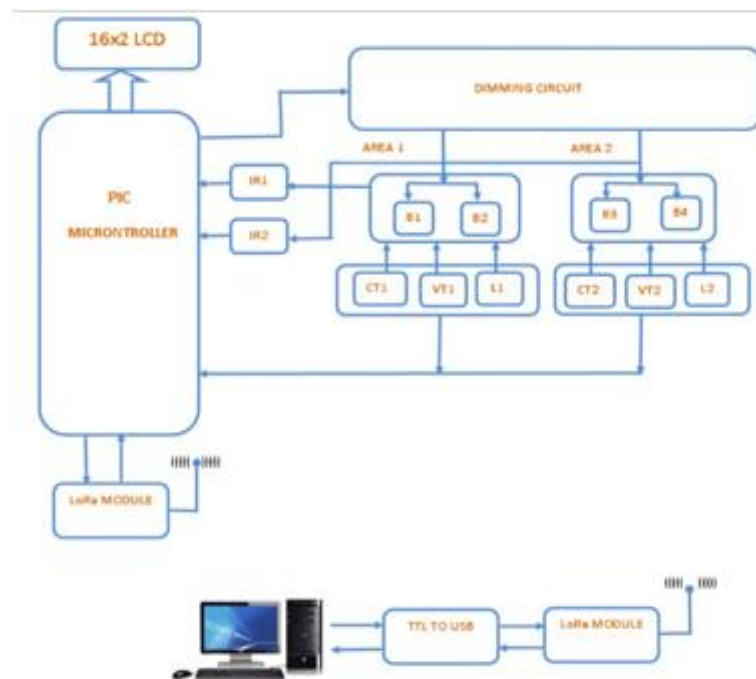 16x2 LCD
DIMMING CIRCUIT
AREA 1
AREA 2
PIC
MICRONTROLLER
IR1
IR2
B1
B2
B3
B4
CT1
VT1
L1
CT2
VT2
L2
LoRa MODULE
TTL TO USB
LoRa MODULE